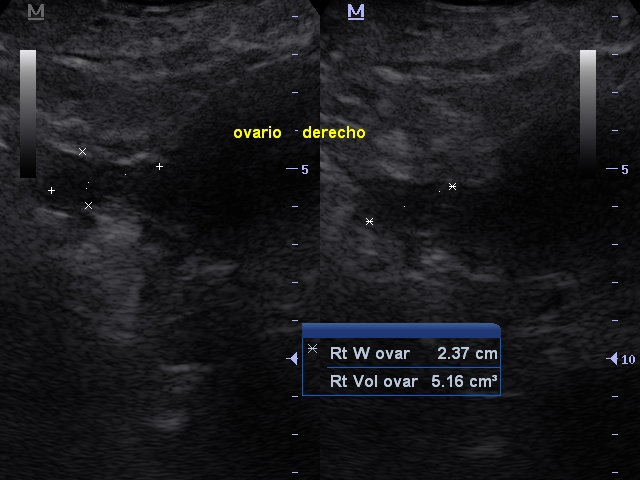 M M
ovario derecho
5 5
Rt W ovar 2.37 cm
Rt Vol ovar 5.16 cm³
10